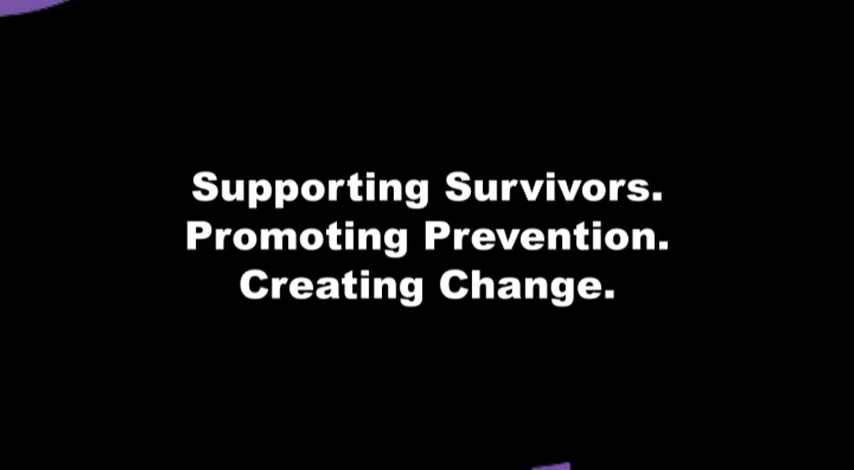 Supporting Survivors.
Promoting Prevention.
Creating Change.